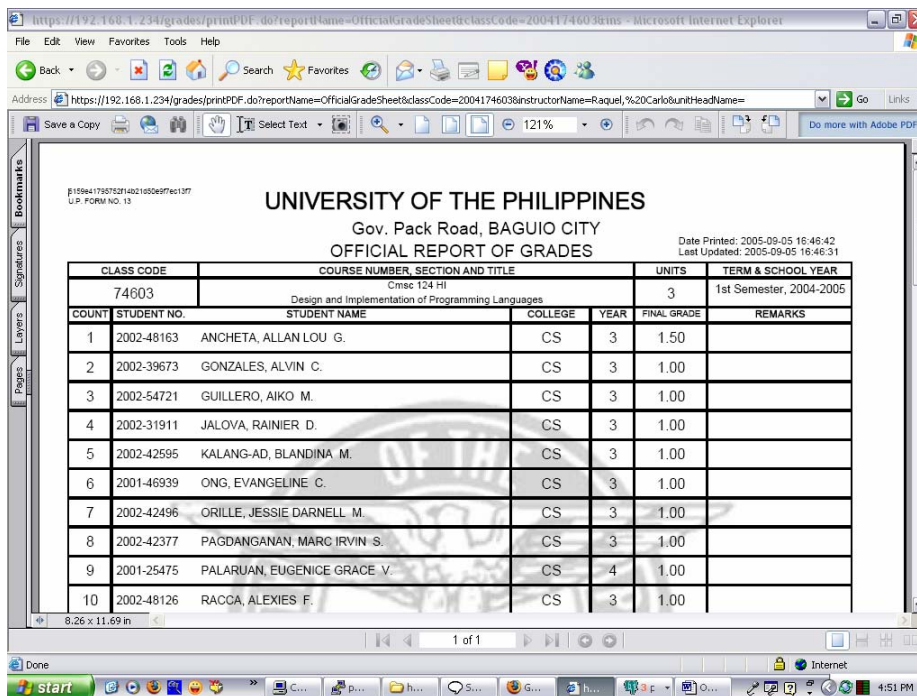 https://192.168.1.234/grades/printPDF.do?reportName=OfficialGradeSheet&classCode=2004174603&ins - Microsoft Internet Explorer
File Edit View Favorites Tools Help
Back Search Favorites
Address https://192.168.1.234/grades/printPDF.do?reportName=OfficialGradeSheet&classCode=2004174603&instructorName=Raquel,%20Carlo&unitHeadName= Go Links
Save a Copy Select Text 121% Do more with Adobe PDF
Bookmarks
Signatures
Layers
Pages
U.P. FORM NO. 13
UNIVERSITY OF THE PHILIPPINES
Gov. Pack Road, BAGUIO CITY
OFFICIAL REPORT OF GRADES
Date Printed: 2005-09-05 16:46:42
Last Updated: 2005-09-05 16:46:31
CLASS CODE COURSE NUMBER, SECTION AND TITLE UNITS TERM & SCHOOL YEAR
74603 Cmsc 124 HI 3 1st Semester, 2004-2005
Design and Implementation of Programming Languages
COUNT STUDENT NO. STUDENT NAME COLLEGE YEAR FINAL GRADE REMARKS
1 2002-48163 ANCHETA, ALLAN LOU G. CS 3 1.50
2 2002-39673 GONZALES, ALVIN C. CS 3 1.00
3 2002-54721 GUILLERO, AIKO M. CS 3 1.00
4 2002-31911 JALOVA, RAINIER D. CS 3 1.00
5 2002-42595 KALANG-AD, BLANDINA M. CS 3 1.00
6 2001-46939 ONG, EVANGELINE C. CS 3 1.00
7 2002-42496 ORILLE, JESSIE DARNELL M. CS 3 1.00
8 2002-42377 PAGDANGANAN, MARC IRVIN S. CS 3 1.00
9 2001-25475 PALARUAN, EUGENICE GRACE V. CS 4 1.00
10 2002-48126 RACCA, ALEXIES F. CS 3 1.00
OF THE
8.26 x 11.69 in
1 of 1
Done Internet
start C... p... h... S... G... h... 3 O... 4:51 PM